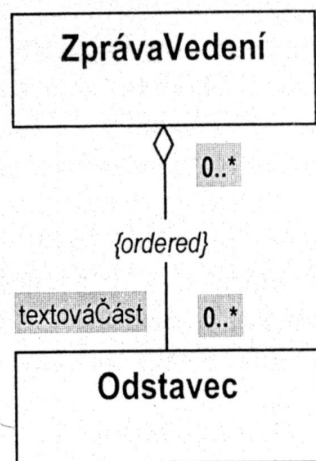 ZprávaVedení
0..*
{ordered}
textováČást
0..*
Odstavec